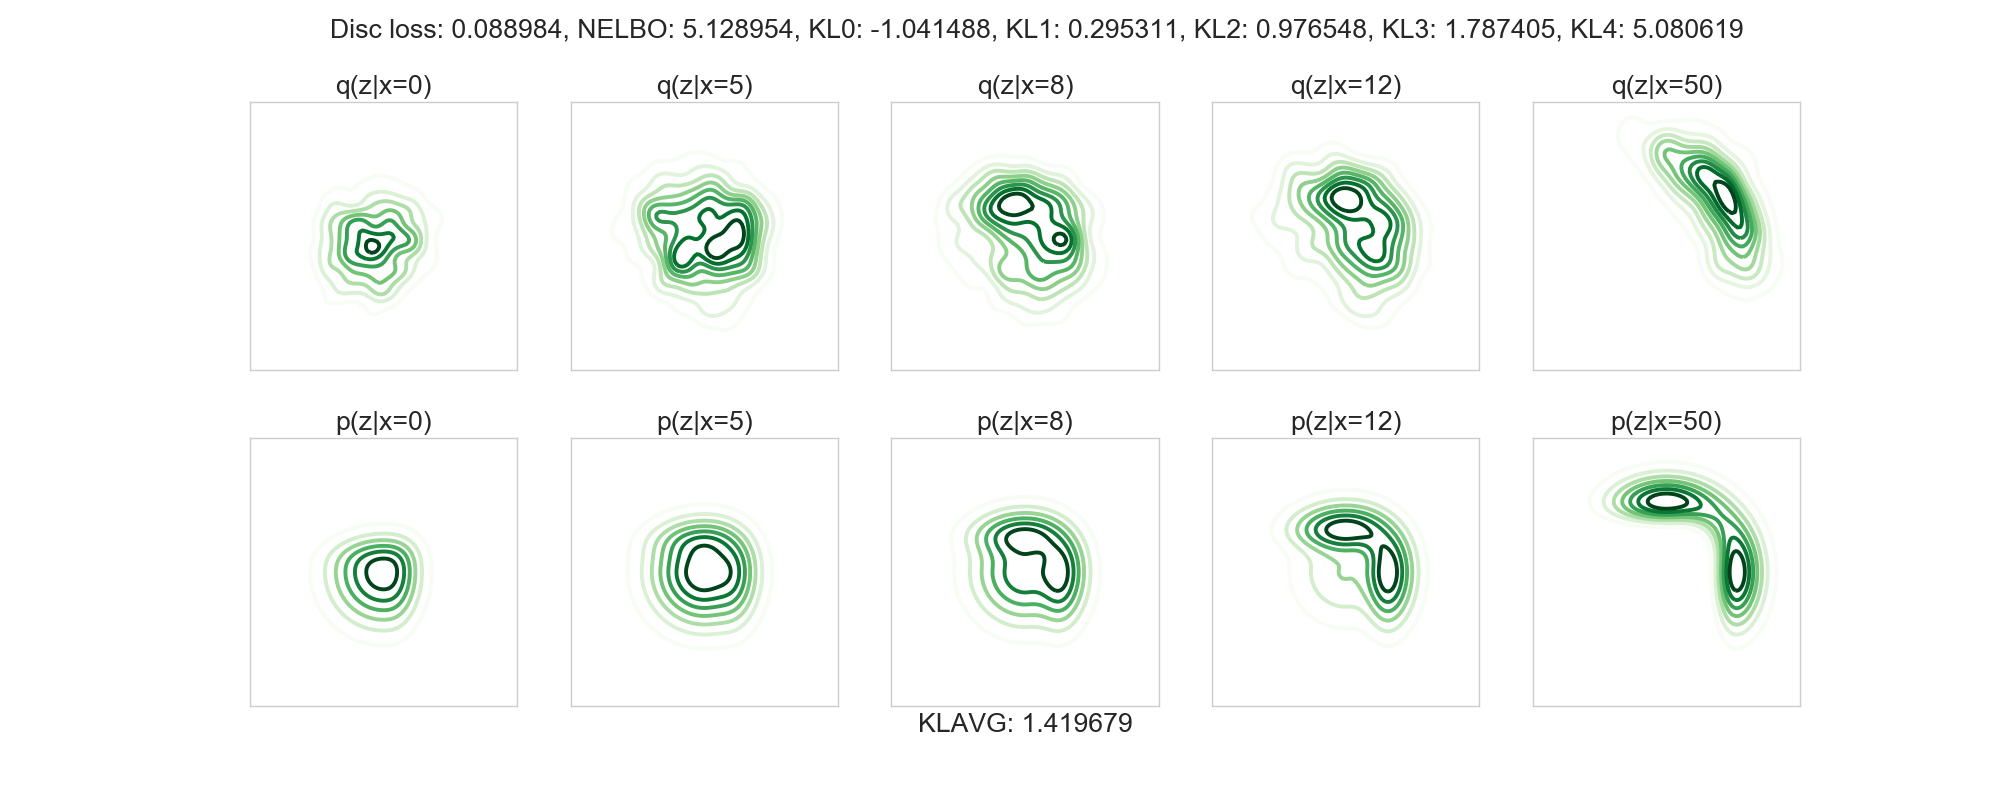 Disc loss: 0.088984, NELBO: 5.128954, KL0: -1.041488, KL1: 0.295311, KL2: 0.976548, KL3: 1.787405, KL4: 5.080619
q(z|x=0)
q(z|x=5)
q(z|x=8)
q(z|x=12)
q(z|x=50)
p(z|x=0)
p(z|x=5)
p(z|x=8)
p(z|x=12)
p(z|x=50)
KLAVG: 1.419679